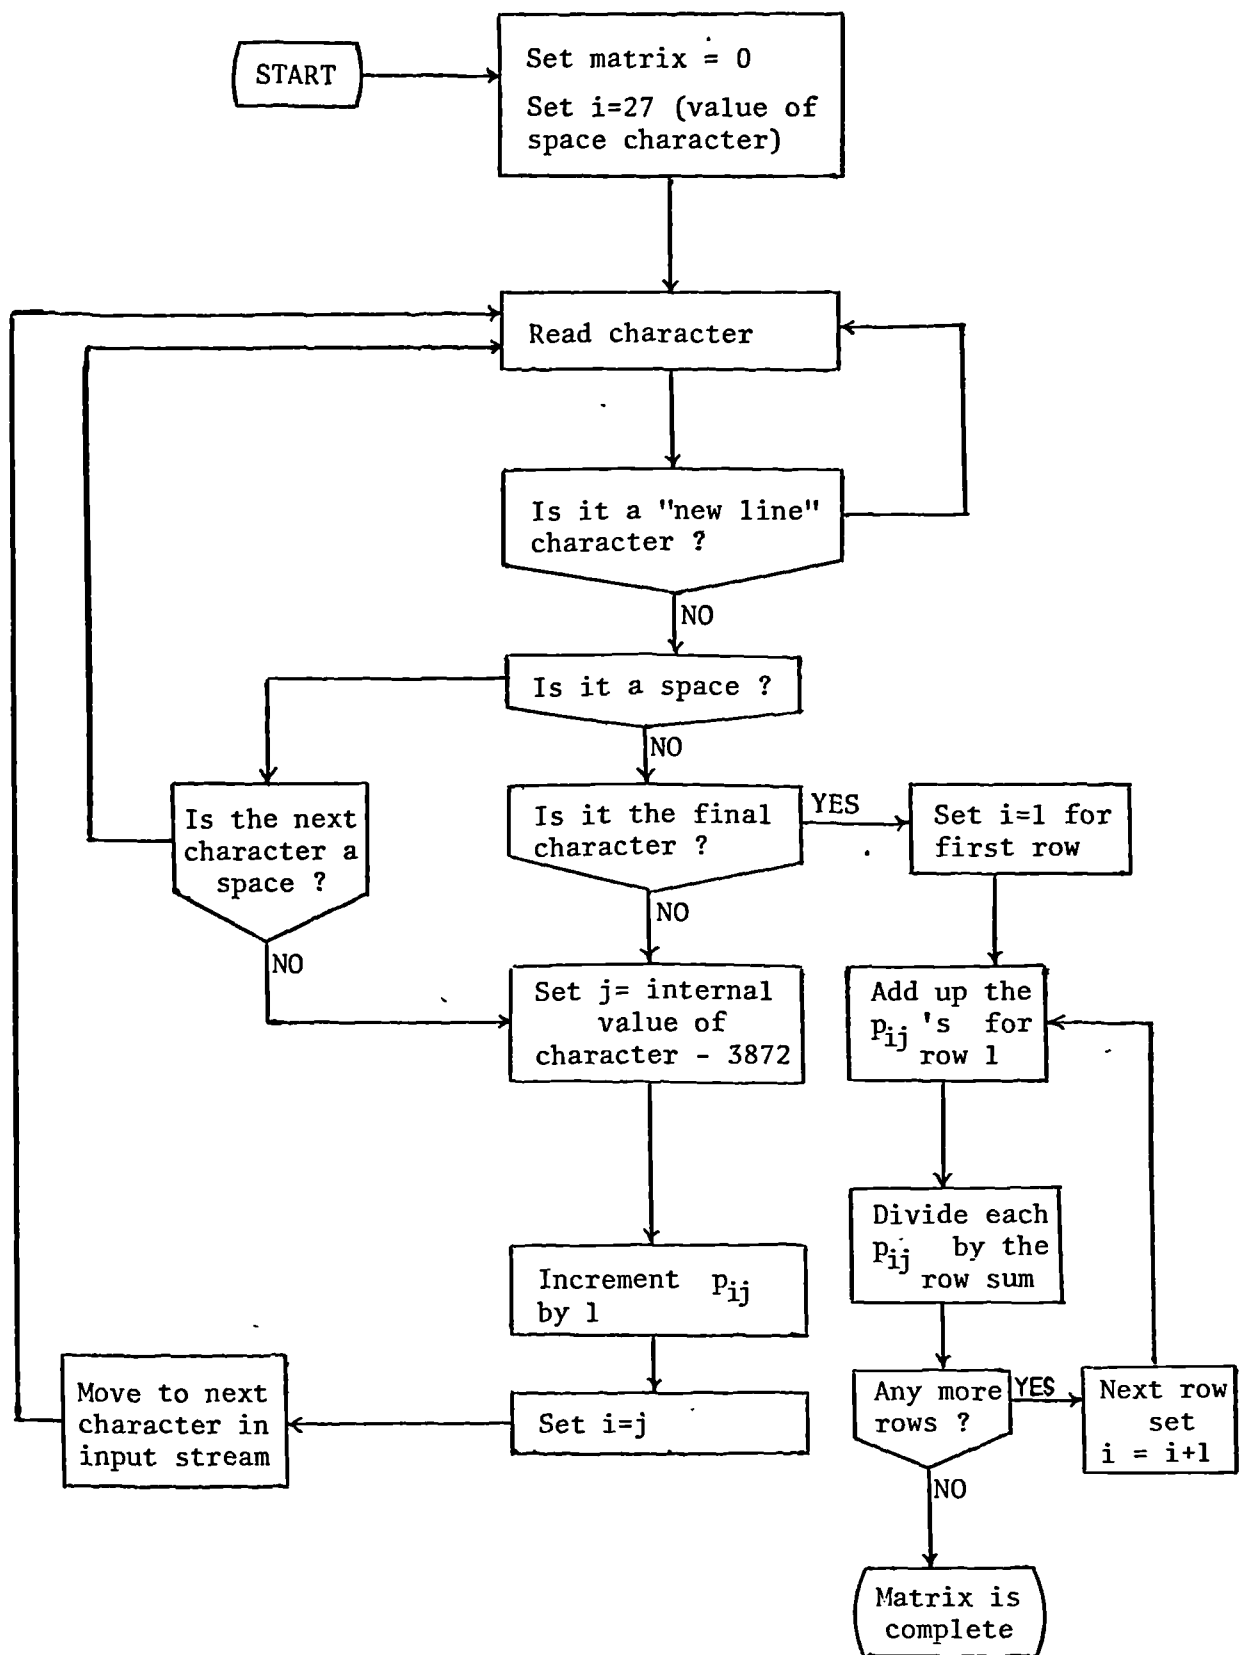 START
Set matrix = 0
Set i=27 (value of
space character)
Read character
Is it a "new line"
character ?
NO
Is it a space ?
NO
Is the next
character a
space ?
NO
Is it the final
character ?
YES
NO
Set i=1 for
first row
Set j= internal
value of
character - 3872
Add up the
pij 's for
row 1
Increment pij
by 1
Divide each
pij by the
row sum
Set i=j
Move to next
character in
input stream
Any more
rows ?
YES
Next row
set
i = i+1
NO
Matrix is
complete